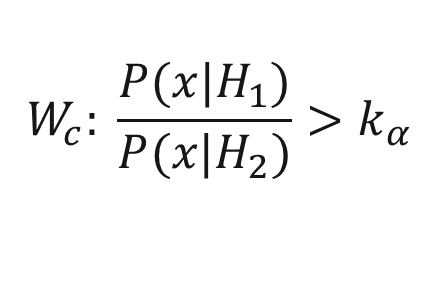 W_c: P(x|H_1) / P(x|H_2) > k_α